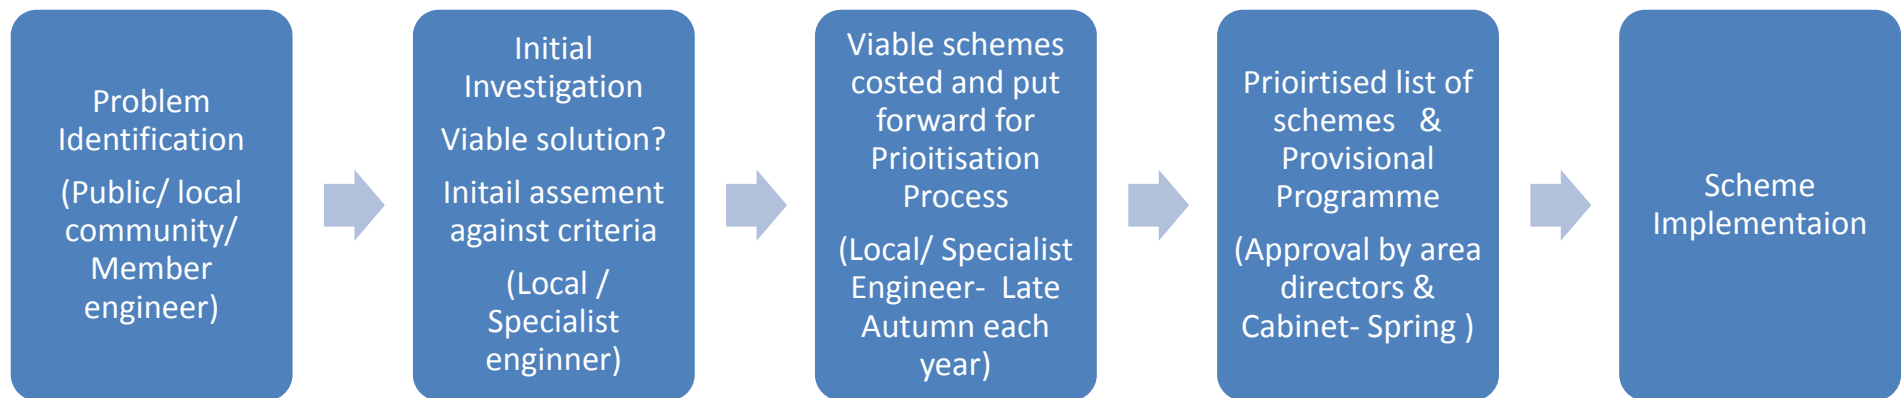 Problem
Identification
(Public/ local
community/
Member
engineer)
Initial
Investigation
Viable solution?
Initail assement
against criteria
(Local /
Specialist
enginner)
Viable schemes
costed and put
forward for
Prioitisation
Process
(Local/ Specialist
Engineer- Late
Autumn each
year)
Prioirtised list of
schemes & 
Provisional
Programme
(Approval by area
directors &
Cabinet- Spring )
Scheme
Implementaion